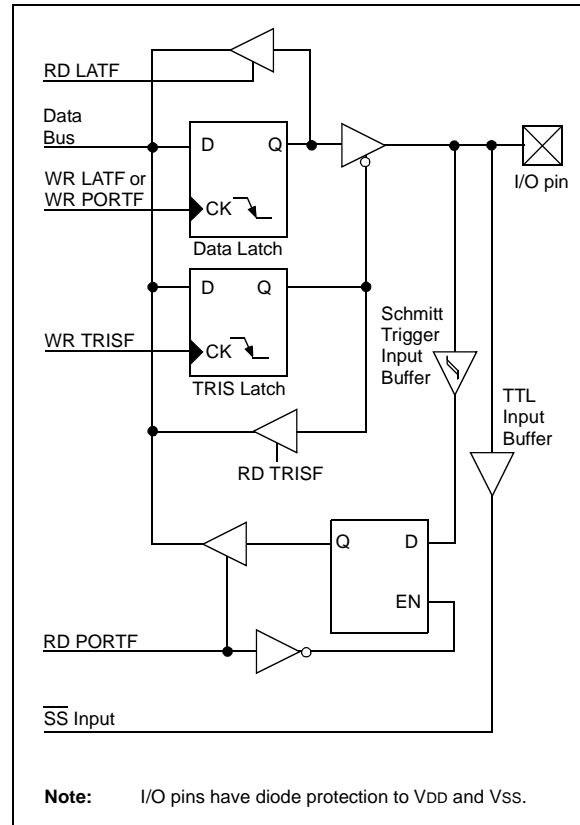 RD LATF
Data
Bus
D Q
WR LATF or
WR PORTF
CK
Data Latch
I/O pin
D Q
WR TRISF
CK
TRIS Latch
Schmitt
Trigger
Input
Buffer
TTL
Input
Buffer
RD TRISF
Q D
EN
RD PORTF
S̅S̅ Input
Note: I/O pins have diode protection to VDD and VSS.